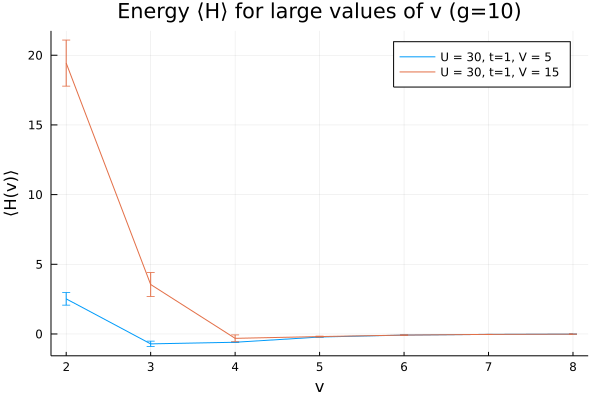 Energy ⟨H⟩ for large values of v (g=10)
U = 30, t=1, V = 5
U = 30, t=1, V = 15
⟨H(v)⟩
20
15
10
5
0
2 3 4 5 6 7 8
v